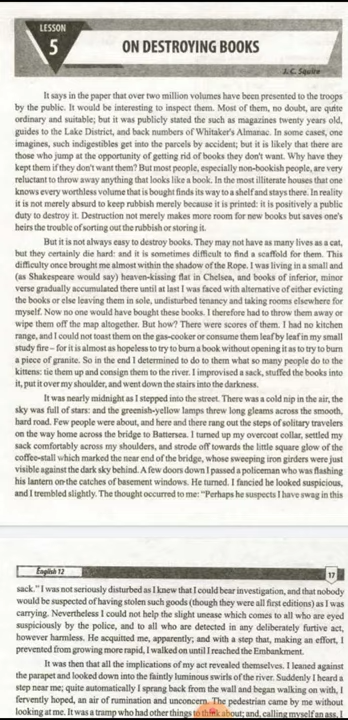 LESSON
5
ON DESTROYING BOOKS
J.C. Squire
It says in the paper that over two million volumes have been presented to the troops
by the public. It would be interesting to inspect them. Most of them, no doubt, are quite
ordinary and suitable; but it was publicly stated the such as magazines twenty years old,
guides to the Lake District, and back numbers of Whitaker's Almanac. In some cases, one
imagines, such indigestibles get into the parcels by accident; but it is likely that there are
those who jump at the opportunity of getting rid of books they don't want. Why have they
kept them if they don't want them? But most people, especially non-bookish people, are very
reluctant to throw away anything that looks like a book. In the most illiterate houses that one
knows every worthless volume that is bought finds its way to a shelf and stays there. In reality
it is not merely absurd to keep rubbish merely because it is printed: it is positively a public
duty to destroy it. Destruction not merely makes more room for new books but saves one's
heirs the trouble of sorting out the rubbish or storing it.
But it is not always easy to destroy books. They may not have as many lives as a cat,
but they certainly die hard: and it is sometimes difficult to find a scaffold for them. This
difficulty once brought me almost within the shadow of the Rope. I was living in a small and
(as Shakespeare would say) heaven-kissing flat in Chelsea, and books of inferior, minor
verse gradually accumulated there until at last I was faced with alternative of either evicting
the books or else leaving them in sole, undisturbed tenancy and taking rooms elsewhere for
myself. Now no one would have bought these books. I therefore had to throw them away or
wipe them off the map altogether. But how? There were scores of them. I had no kitchen
range, and I could not toast them on the gas-cooker or consume them leaf by leaf in my small
study fire – for it is almost as hopeless to try to burn a book without opening it as to try to burn
a piece of granite. So in the end I determined to do to them what so many people do to the
kittens: tie them up and consign them to the river. I improvised a sack, stuffed the books into
it, put it over my shoulder, and went down the stairs into the darkness.
It was nearly midnight as I stepped into the street. There was a cold nip in the air, the
sky was full of stars: and the greenish-yellow lamps threw long gleams across the smooth,
hard road. Few people were about, and here and there rang out the steps of solitary travelers
on the way home across the bridge to Battersea. I turned up my overcoat collar, settled my
sack comfortably across my shoulders, and strode off towards the little square glow of the
coffee-stall which marked the near end of the bridge, whose sweeping iron girders were just
visible against the dark sky behind. A few doors down I passed a policeman who was flashing
his lantern on the catches of basement windows. He turned. I fancied he looked suspicious,
and I trembled slightly. The thought occurred to me: "Perhaps he suspects I have swag in this
English 12
17
sack." I was not seriously disturbed as I knew that I could bear investigation, and that nobody
would be suspected of having stolen such goods (though they were all first editions) as I was
carrying. Nevertheless I could not help the slight unease which comes to all who are eyed
suspiciously by the police, and to all who are detected in any deliberately furtive act,
however harmless. He acquitted me, apparently; and with a step that, making an effort, I
prevented from growing more rapid, I walked on until I reached the Embankment.
It was then that all the implications of my act revealed themselves. I leaned against
the parapet and looked down into the faintly luminous swirls of the river. Suddenly I heard a
step near me; quite automatically I sprang back from the wall and began walking on with, I
fervently hoped, an air of rumination and unconcern. The pedestrian came by me without
looking at me. It was a tramp who had other things to think about; and, calling myself an ass, I